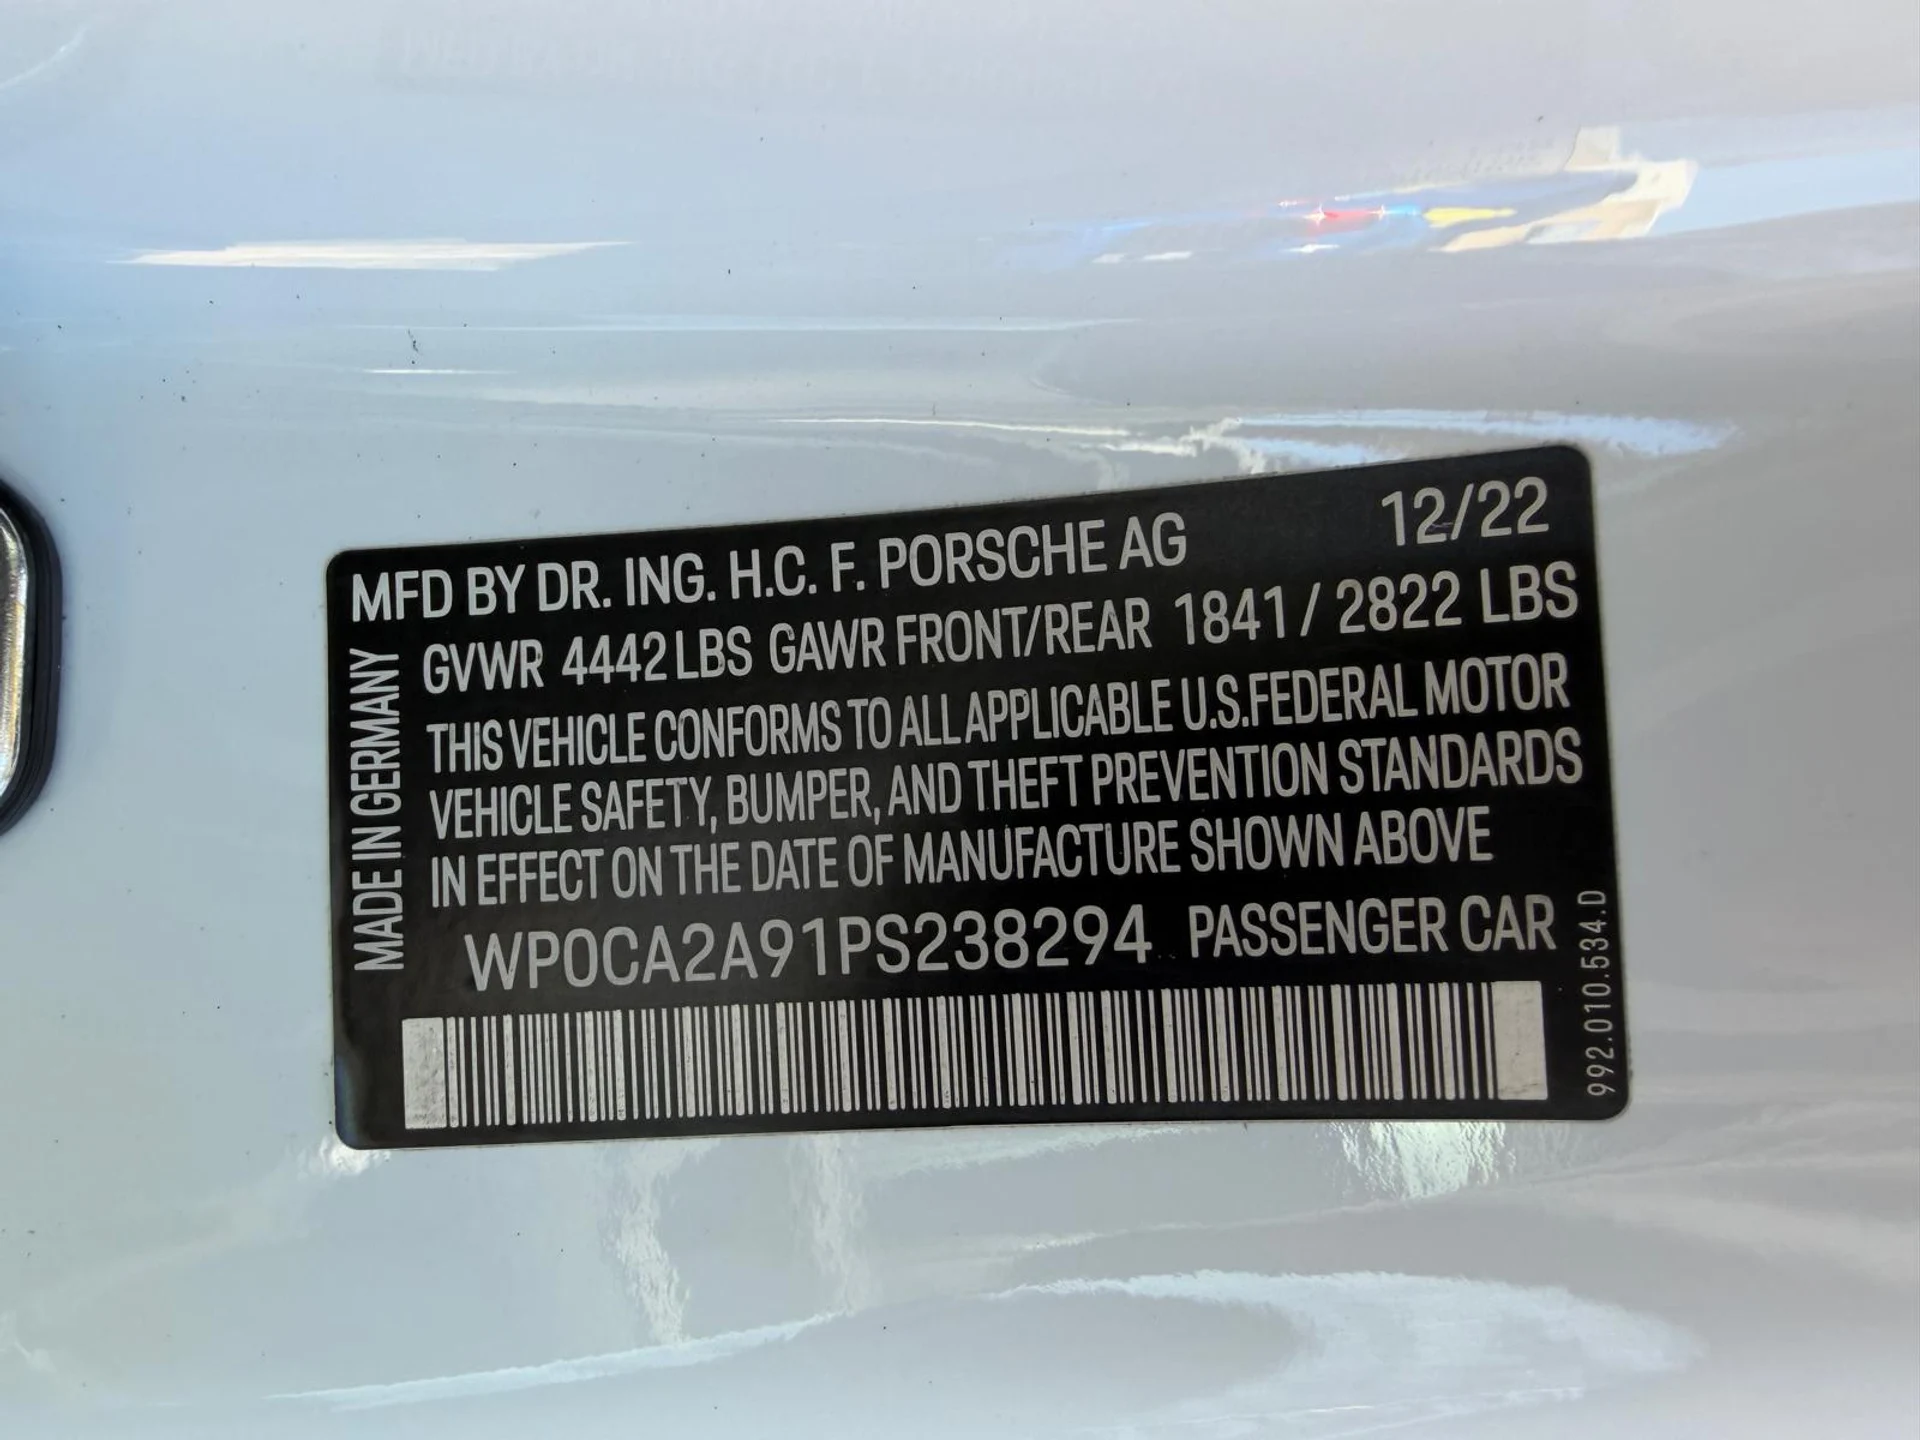 MFD BY DR. ING. H.C. F. PORSCHE AG 12/22
GVWR 4442 LBS GAWR FRONT/REAR 1841 / 2822 LBS
THIS VEHICLE CONFORMS TO ALL APPLICABLE U.S.FEDERAL MOTOR
VEHICLE SAFETY, BUMPER, AND THEFT PREVENTION STANDARDS
IN EFFECT ON THE DATE OF MANUFACTURE SHOWN ABOVE
WP0CA2A91PS238294 PASSENGER CAR
MADE IN GERMANY
992.010.534.D